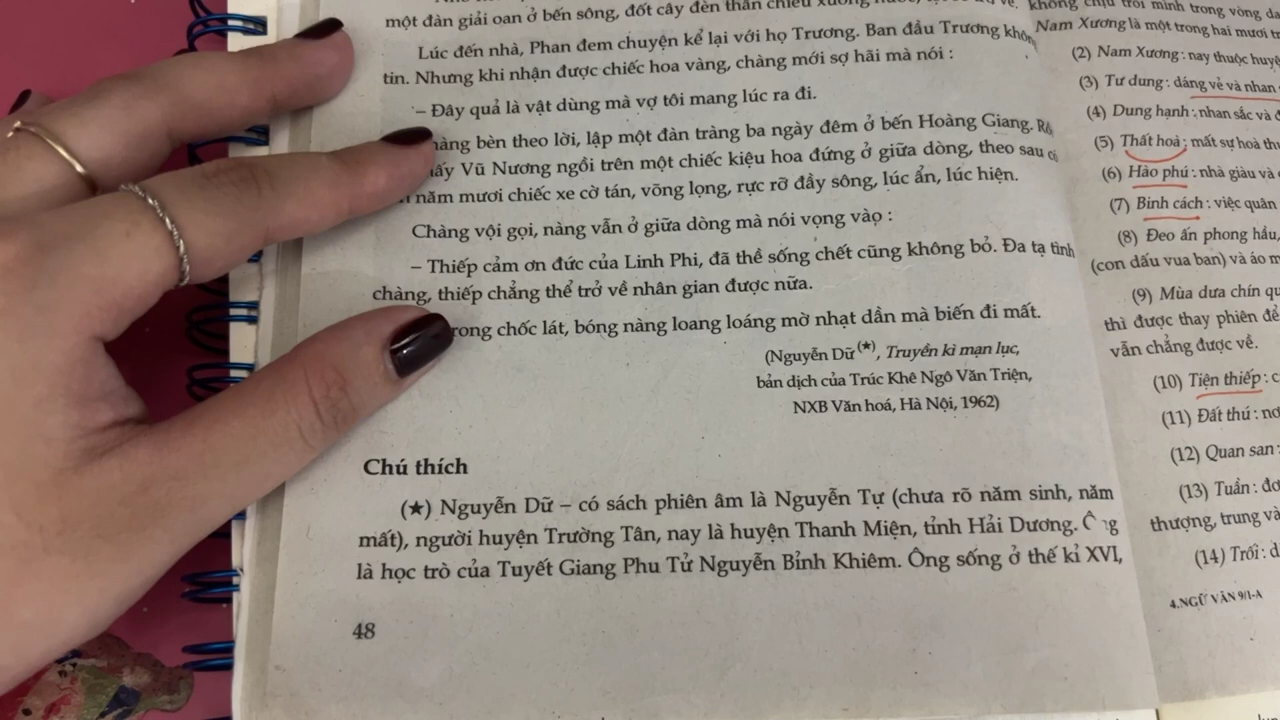 một đàn giải oan ở bến sông, đốt cây đèn thần chiếu xuống
Lúc đến nhà, Phan đem chuyện kể lại với họ Trương. Ban đầu Trương không
tin. Nhưng khi nhận được chiếc hoa vàng, chàng mới sợ hãi mà nói :
– Đây quả là vật dùng mà vợ tôi mang lúc ra đi.
bèn theo lời, lập một đàn tràng ba ngày đêm ở bến Hoàng Giang.
Vũ Nương ngồi trên một chiếc kiệu hoa đứng ở giữa dòng, theo sau
năm mươi chiếc xe cờ tán, võng lọng, rực rỡ đầy sông, lúc ẩn, lúc hiện.
Chàng vội gọi, nàng vẫn ở giữa dòng mà nói vọng vào :
– Thiếp cảm ơn đức của Linh Phi, đã thề sống chết cũng không bỏ. Đa tạ tình
chàng, thiếp chẳng thể trở về nhân gian được nữa.
chốc lát, bóng nàng loang loáng mờ nhạt dần mà biến đi mất.
(Nguyễn Dữ(★), Truyền kì mạn lục,
bản dịch của Trúc Khê Ngô Văn Triện,
NXB Văn hoá, Hà Nội, 1962)
Chú thích
(★) Nguyễn Dữ – có sách phiên âm là Nguyễn Tự (chưa rõ năm sinh, năm
mất), người huyện Trường Tân, nay là huyện Thanh Miện, tỉnh Hải Dương.
là học trò của Tuyết Giang Phu Tử Nguyễn Bỉnh Khiêm. Ông sống ở thế kỉ XVI,
48
không chịu trói mình trong vòng
Nam Xương là một trong hai mươi
(2) Nam Xương : nay thuộc
(3) Tư dung : dáng vẻ và nhan
(4) Dung hạnh : nhan sắc và
(5) Thất hoà : mất sự hoà
(6) Hào phú : nhà giàu và
(7) Binh cách : việc quân
(8) Đeo ấn phong hầu,
(con dấu vua ban) và áo
(9) Mùa dưa chín
thì được thay phiên để
vẫn chẳng được về.
(10) Tiện thiếp :
(11) Đất thú :
(12) Quan san :
(13) Tuần :
thượng, trung và
(14) Trối :
4.NGỮ VĂN 9/1-A